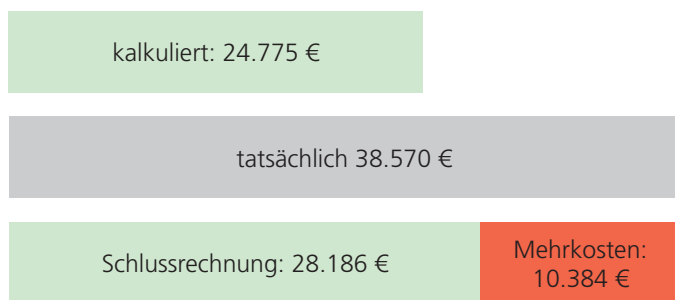 kalkuliert: 24.775 €
tatsächlich 38.570 €
Schlussrechnung: 28.186 €
Mehrkosten:
10.384 €